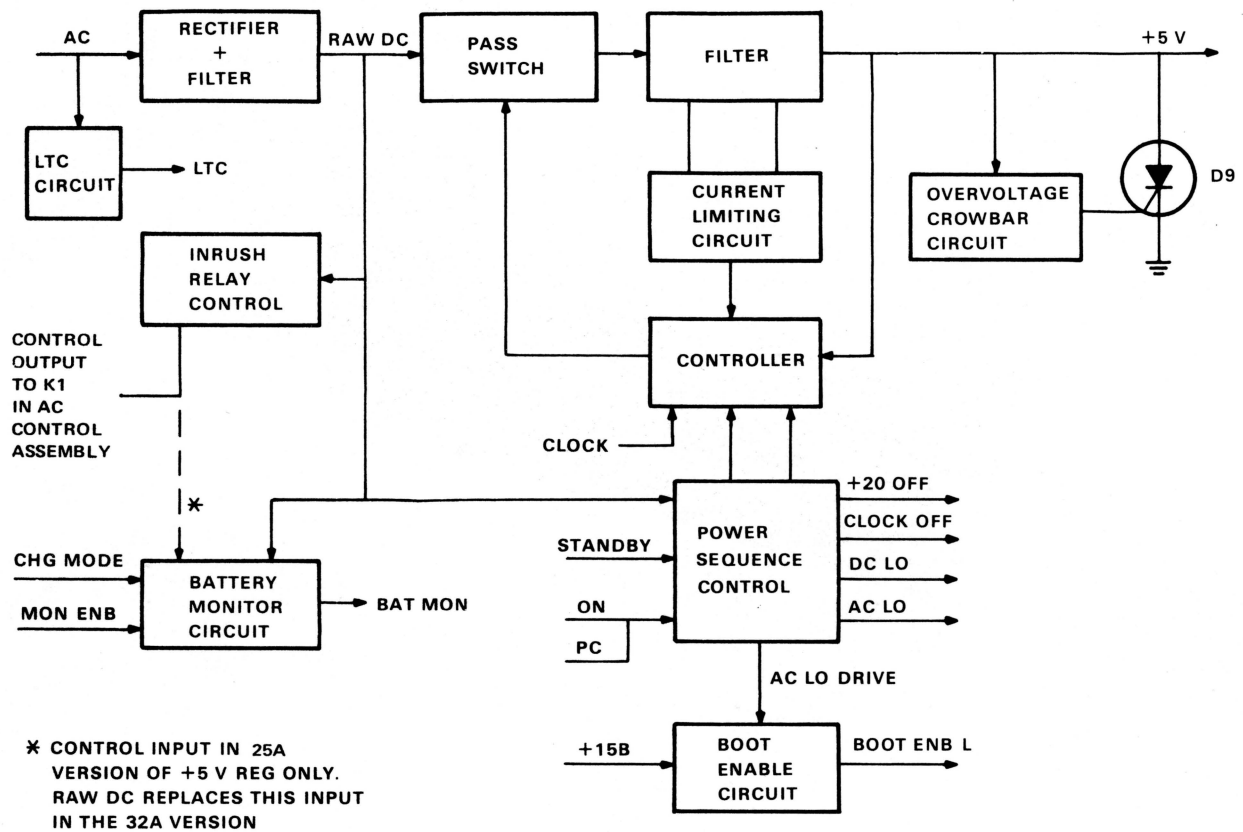 AC
RECTIFIER
+
FILTER
RAW DC
PASS
SWITCH
FILTER
+5 V
LTC
CIRCUIT
LTC
CURRENT
LIMITING
CIRCUIT
OVERVOLTAGE
CROWBAR
CIRCUIT
D9
INRUSH
RELAY
CONTROL
CONTROL
OUTPUT
TO K1
IN AC
CONTROL
ASSEMBLY
CONTROLLER
CLOCK
*
CHG MODE
MON ENB
BATTERY
MONITOR
CIRCUIT
BAT MON
STANDBY
ON
PC
POWER
SEQUENCE
CONTROL
+20 OFF
CLOCK OFF
DC LO
AC LO
AC LO DRIVE
+15B
BOOT
ENABLE
CIRCUIT
BOOT ENB L
* CONTROL INPUT IN 25A
VERSION OF +5 V REG ONLY.
RAW DC REPLACES THIS INPUT
IN THE 32A VERSION